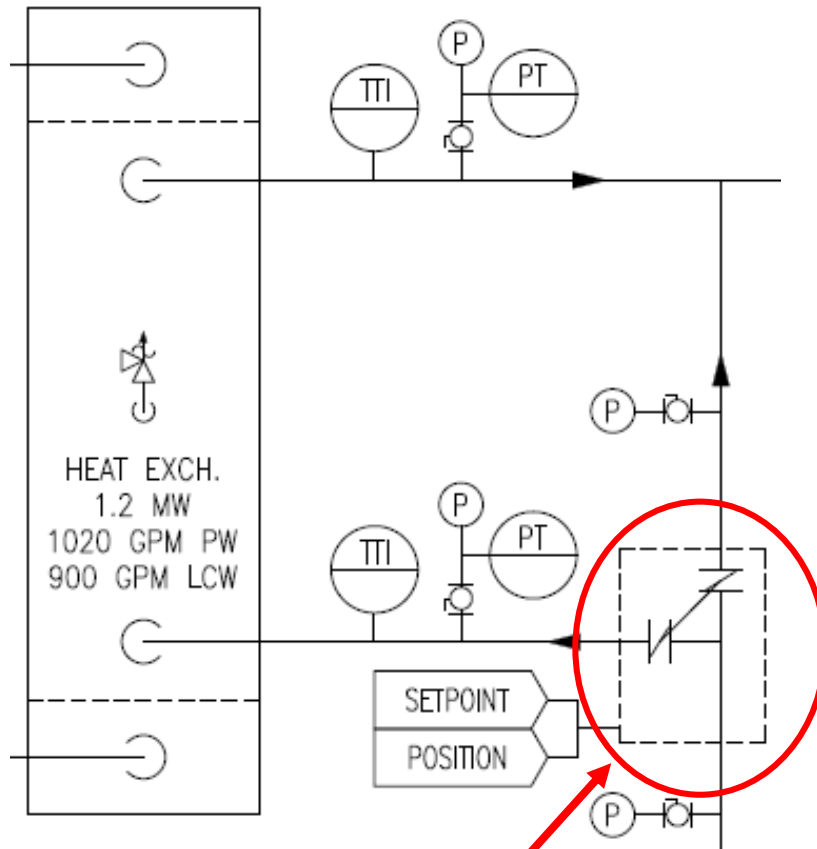 P
TTI
PT
P
HEAT EXCH.
1.2 MW
1020 GPM PW
900 GPM LCW
P
TTI
PT
SETPOINT
POSITION
P